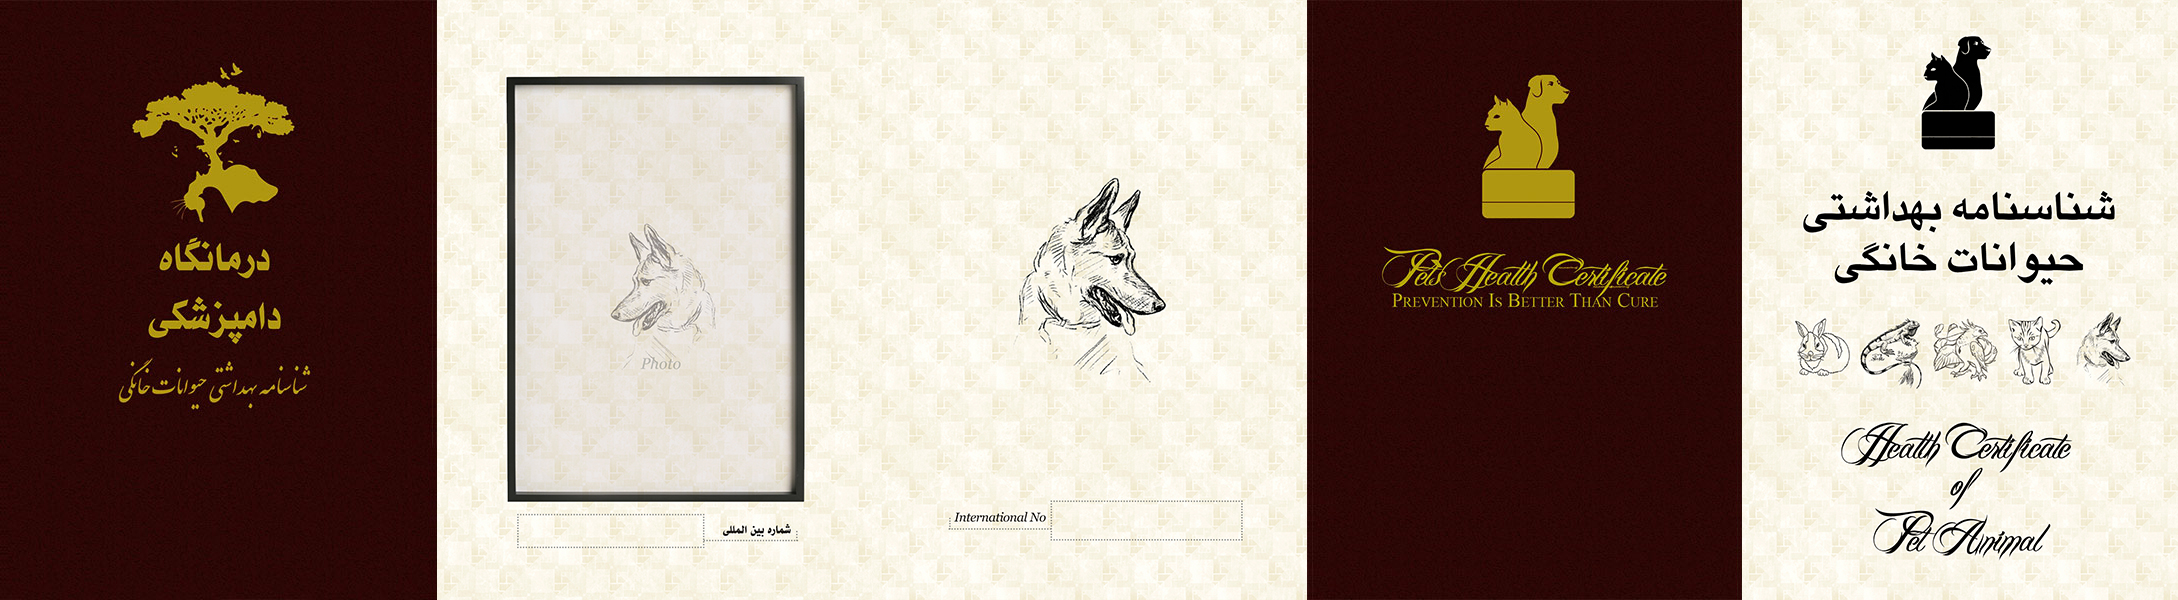 درمانگاه
دامپزشکی
شناسنامه بهداشتی حیوانات خانگی
Photo
شماره بین المللی
International No
Pets Health Certificate
PREVENTION IS BETTER THAN CURE
شناسنامه بهداشتی
حیوانات خانگی
Health Certificate
of
Pet Animal